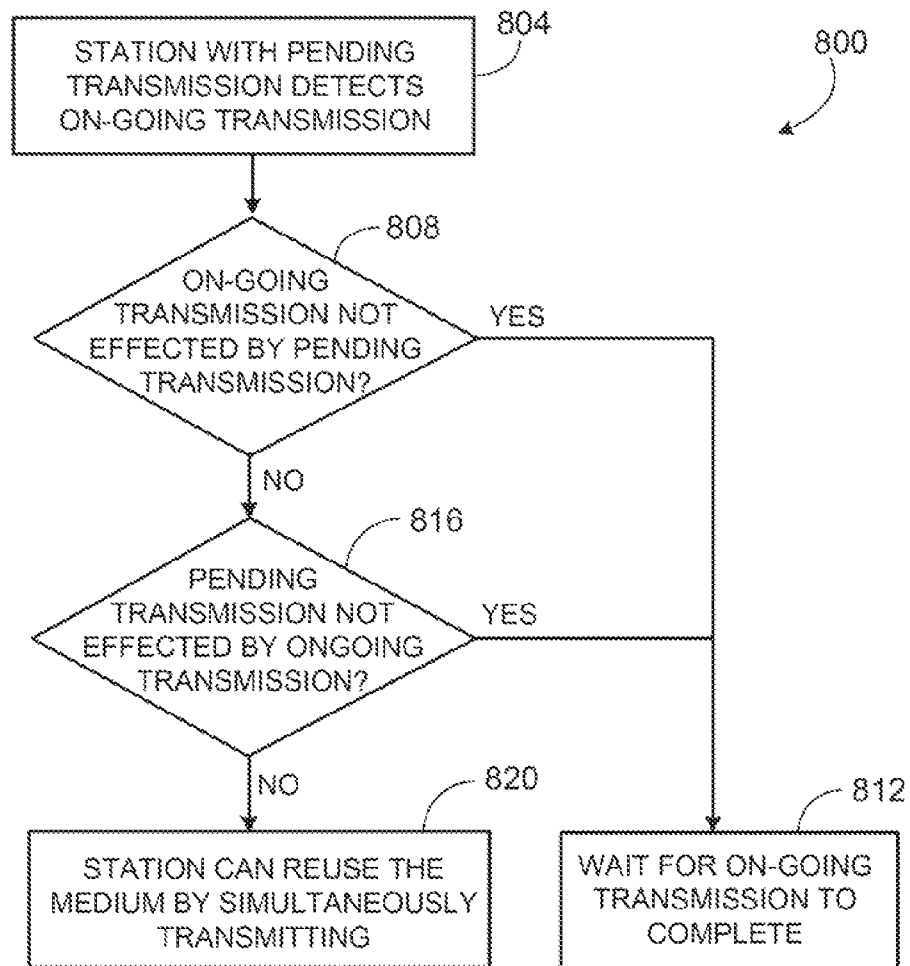 804
800
STATION WITH PENDING
TRANSMISSION DETECTS
ON-GOING TRANSMISSION
808
ON-GOING
TRANSMISSION NOT
EFFECTED BY PENDING
TRANSMISSION?
YES
NO
816
PENDING
TRANSMISSION NOT
EFFECTED BY ONGOING
TRANSMISSION?
YES
NO
820
812
STATION CAN REUSE THE
MEDIUM BY SIMULTANEOUSLY
TRANSMITTING
WAIT FOR ON-GOING
TRANSMISSION TO
COMPLETE